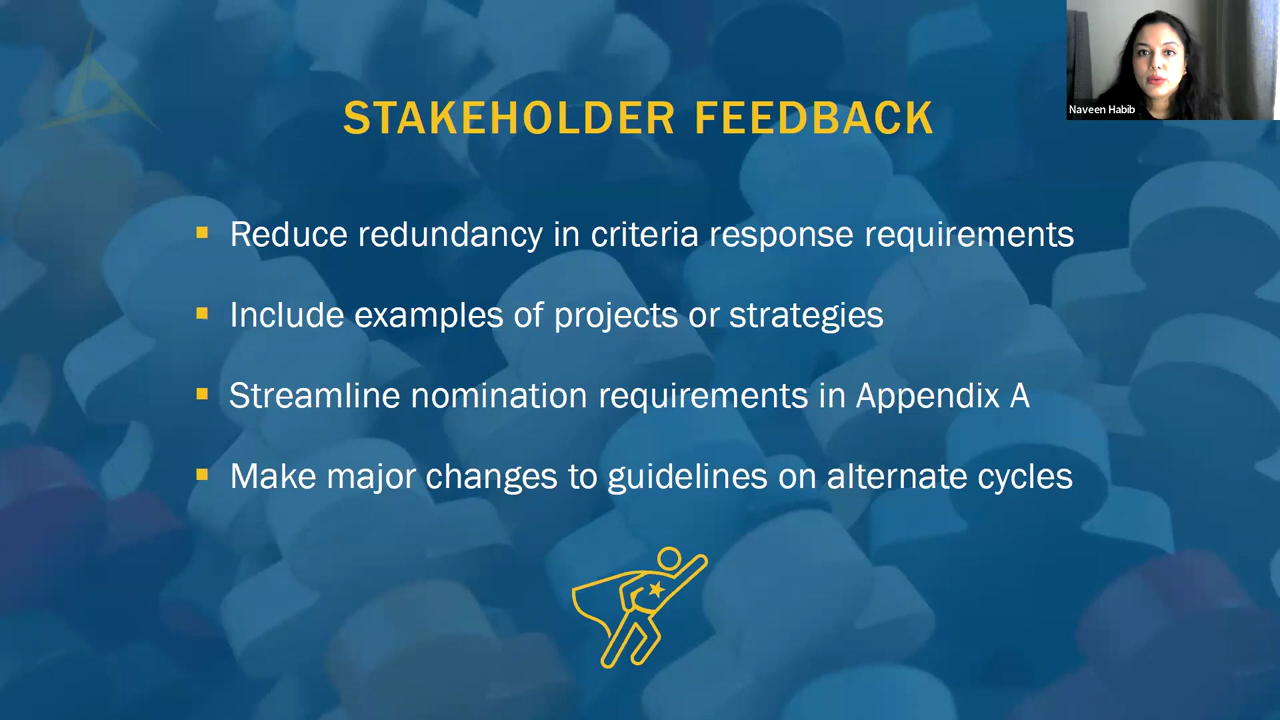 STAKEHOLDER FEEDBACK
Naveen Habib
Reduce redundancy in criteria response requirements
Include examples of projects or strategies
Streamline nomination requirements in Appendix A
Make major changes to guidelines on alternate cycles